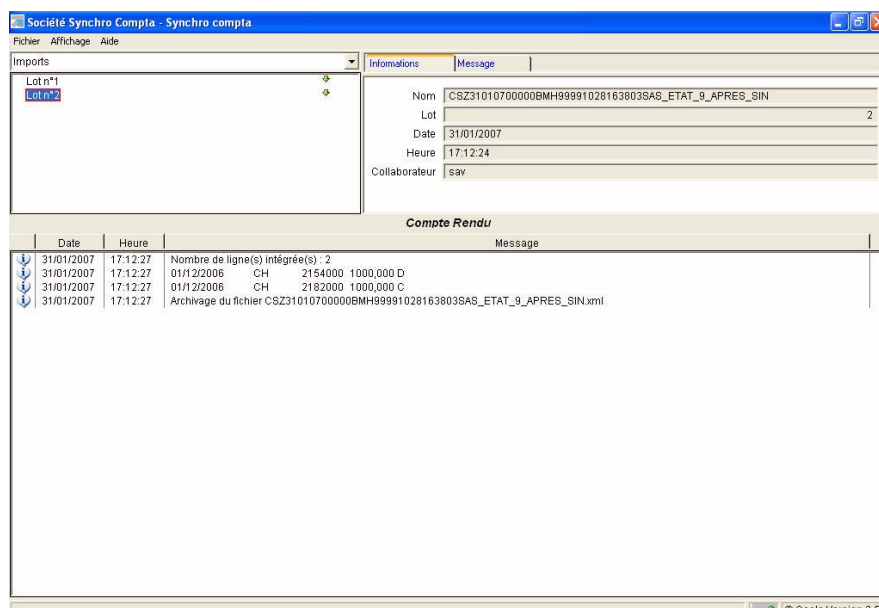 Société Synchro Compta - Synchro compta
Fichier Affichage Aide
Imports
Lot n°1
Lot n°2
Informations Message
Nom CSZ31010700000BMH99991028163803SAS_ETAT_9_APRES_SIN
Lot 2
Date 31/01/2007
Heure 17:12:24
Collaborateur sav
Compte Rendu
Date Heure Message
31/01/2007 17:12:27 Nombre de ligne(s) intégrée(s) : 2
31/01/2007 17:12:27 01/12/2006 CH 2154000 1000,000 D
31/01/2007 17:12:27 01/12/2006 CH 2182000 1000,000 C
31/01/2007 17:12:27 Archivage du fichier CSZ31010700000BMH99991028163803SAS_ETAT_9_APRES_SIN.xml
Version